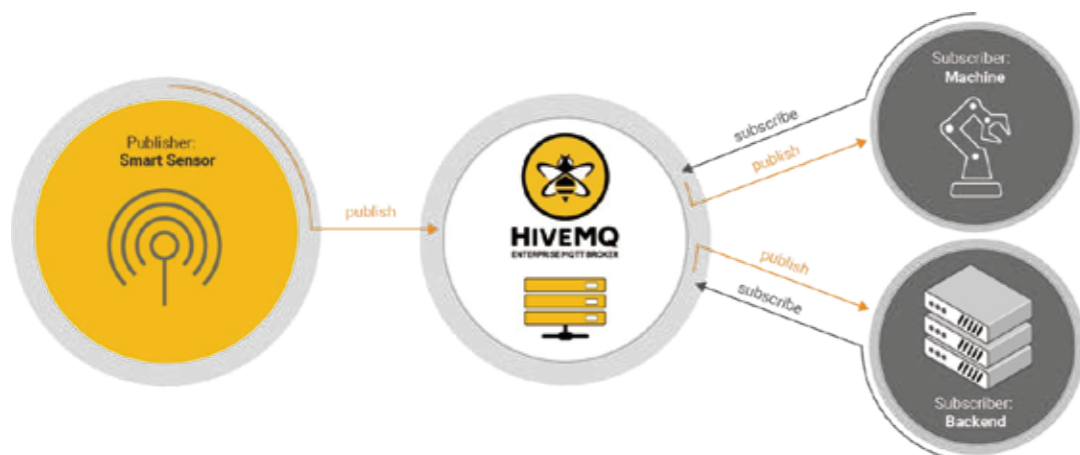 Publisher:
Smart Sensor
publish
HIVEMQ
ENTERPRISE MQTT BROKER
subscribe
publish
Subscriber:
Machine
publish
subscribe
Subscriber:
Backend